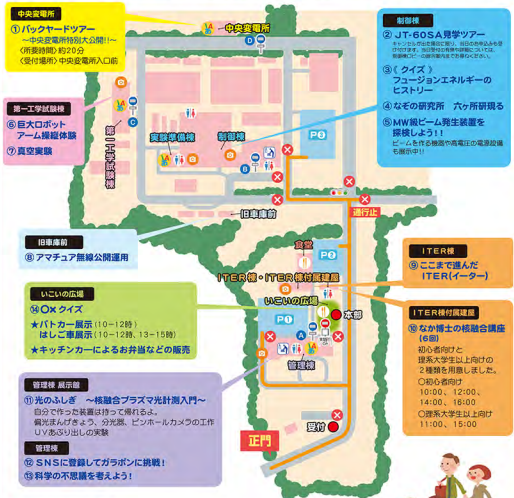 中央変電所
① バックヤードツアー
～中央変電所特別大公開!!～
〈所要時間〉約20分
〈受付場所〉中央変電所入口前
中央変電所
D
制御棟
② JT-60SA見学ツアー
③《 クイズ 》
フュージョンエネルギーの
ヒストリー
④ なぞの研究所 六ヶ所研現る
⑤ MW級ビーム発生装置を
探検しよう!!
ビームを作る機器や高電圧の電源設備
も展示中!!
第一工学試験棟
⑥ 巨大ロボット
アーム操縦体験
⑦ 真空実験
C
第一工学試験棟
実験準備棟
制御棟
P2
B
通行止
旧車庫前
旧車庫前
⑧ アマチュア無線公開運用
食堂
ITER棟・ITER棟付属建屋
ITER棟
⑨ ここまで進んだ
ITER(イーター)
いこいの広場
⑭ ○× クイズ
★パトカー展示(10－12時)
はしご車展示(10－12時、13－15時)
★キッチンカーによるお弁当などの販売
いこいの広場
P1
A
本部
管理棟
ITER棟付属建屋
⑩ なか博士の核融合講座
(6回)
初心者向けと
理系大学生以上向けの
2種類を用意しました。
○初心者向け
10:00、12:00、
14:00、16:00
○理系大学生以上向け
11:00、15:00
管理棟 展示館
⑪ 光のふしぎ ～核融合プラズマ光計測入門～
自分で作った装置は持って帰れるよ。
偏光まんげきょう、分光器、ピンホールカメラの工作
UVあぶり出しの実験
管理棟
⑫ SNSに登録してガラポンに挑戦!
⑬ 科学の不思議を考えよう!
正門
受付